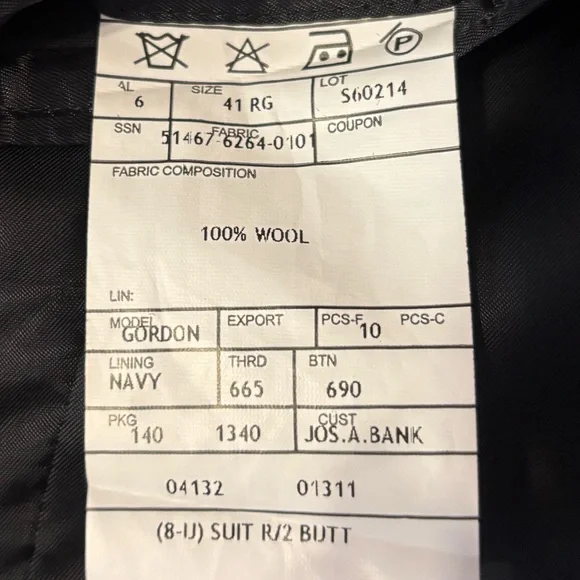 P
AL SIZE LOT
6 41 RG S60214
SSN FABRIC COUPON
51467-6264-0101
FABRIC COMPOSITION
100% WOOL
LIN:
MODEL EXPORT PCS-F PCS-C
GORDON 10
LINING THRD BTN
NAVY 665 690
PKG CUST
140 1340 JOS.A.BANK
04132 01311
(8-IJ) SUIT R/2 BUTT